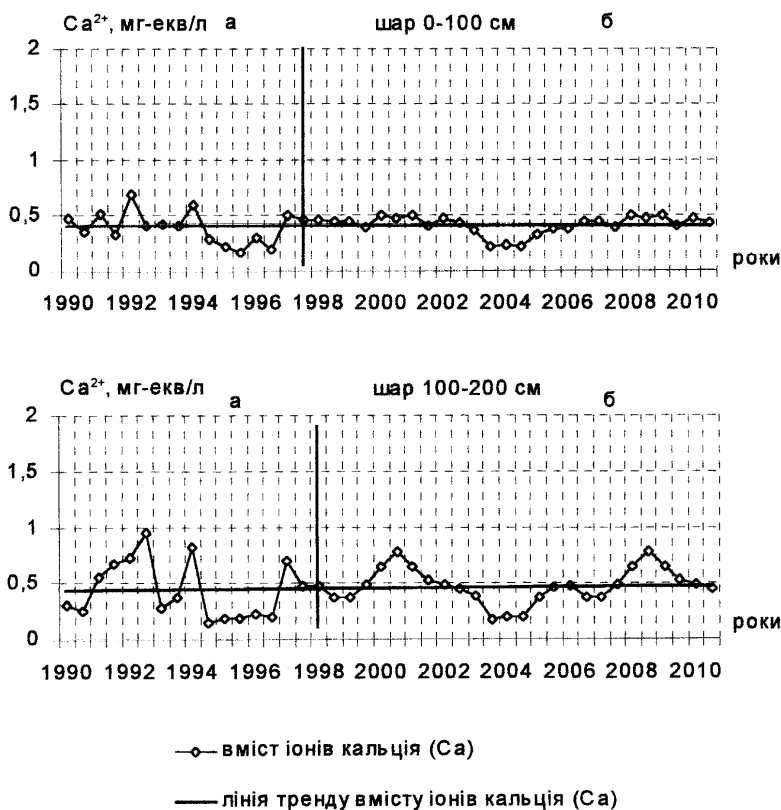 Ca²⁺, мг-екв/л а шар 0-100 см б
2
1,5
1
0,5
0
роки
1990 1992 1994 1996 1998 2000 2002 2004 2006 2008 2010
Ca²⁺, мг-екв/л а шар 100-200 см б
2
1,5
1
0,5
0
роки
1990 1992 1994 1996 1998 2000 2002 2004 2006 2008 2010
вміст іонів кальція (Ca)
лінія тренду вмісту іонів кальція (Ca)